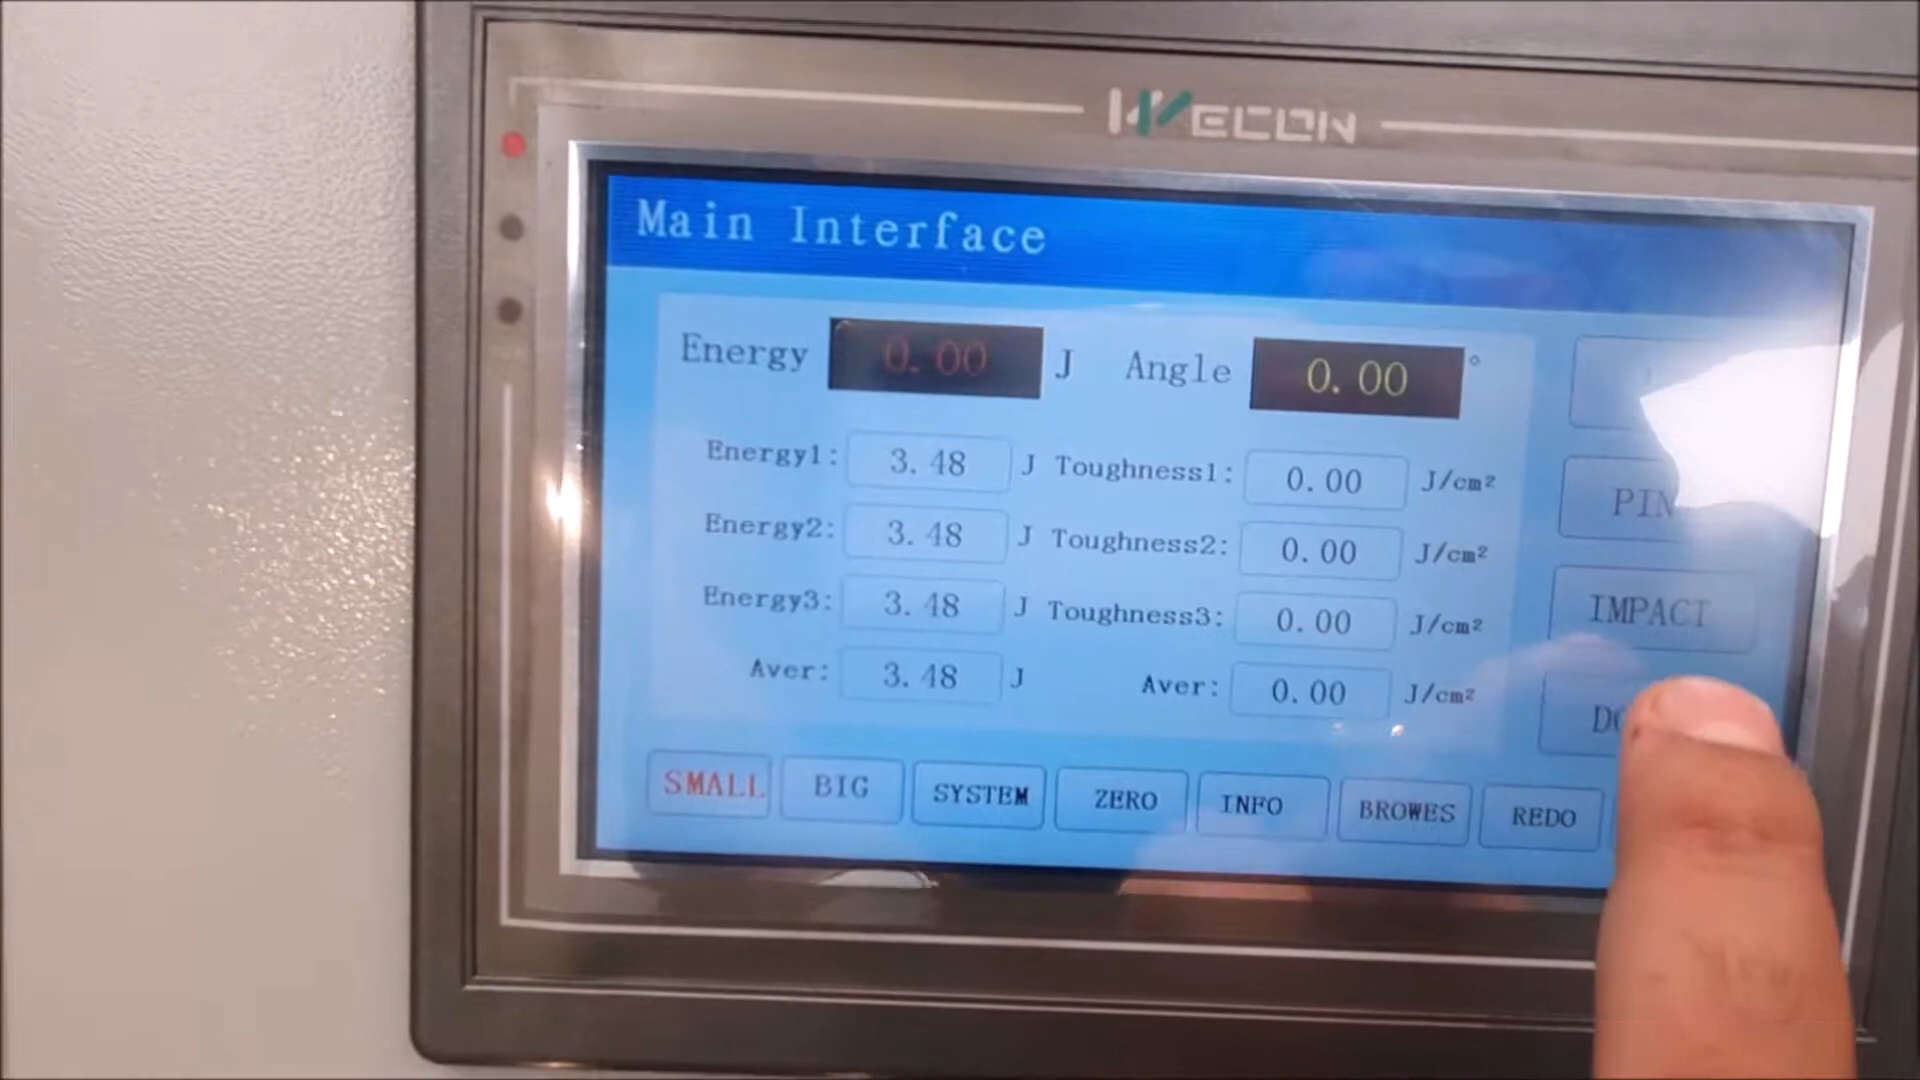 WECON
Main Interface
Energy 0.00 J Angle 0.00 °
Energy1: 3.48 J Toughness1: 0.00 J/cm²
Energy2: 3.48 J Toughness2: 0.00 J/cm²
Energy3: 3.48 J Toughness3: 0.00 J/cm²
Aver: 3.48 J Aver: 0.00 J/cm²
PIN
IMPACT
SMALL BIG SYSTEM ZERO INFO BROWES REDO